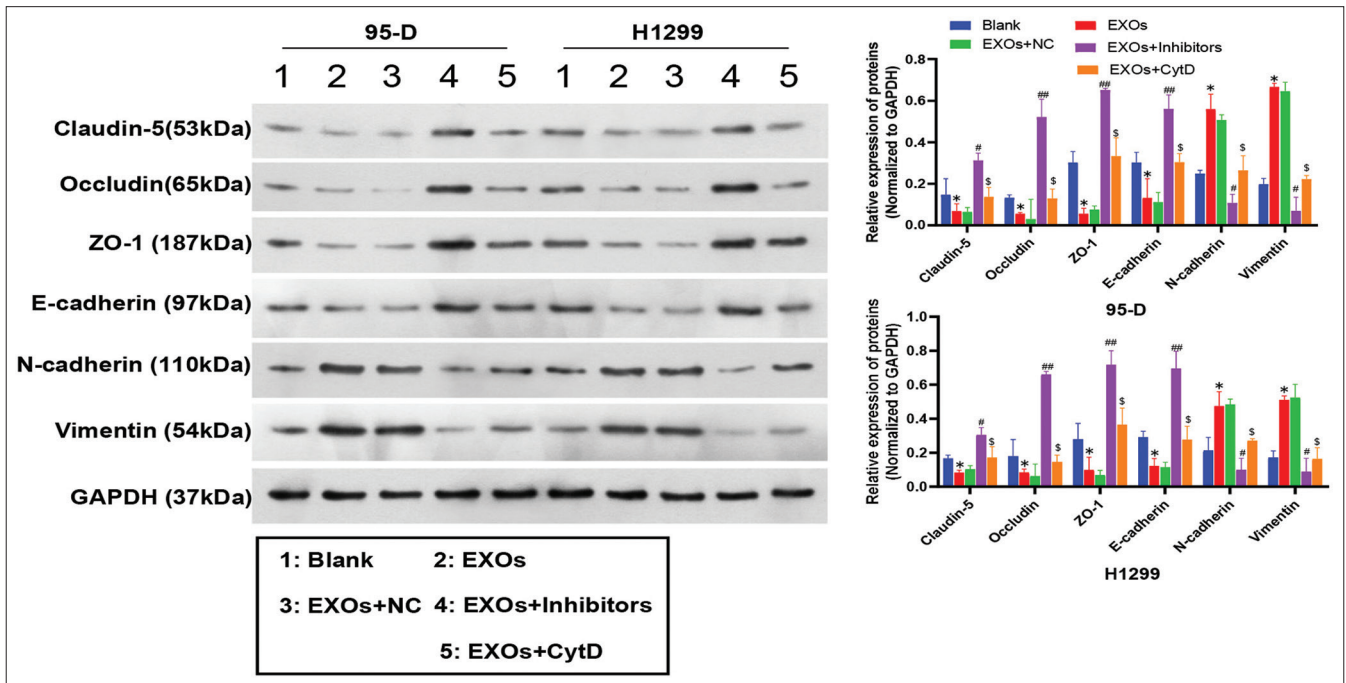 95-D H1299
1 2 3 4 5 1 2 3 4 5
Claudin-5(53kDa)
Occludin(65kDa)
ZO-1 (187kDa)
E-cadherin (97kDa)
N-cadherin (110kDa)
Vimentin (54kDa)
GAPDH (37kDa)
1: Blank 2: EXOs
3: EXOs+NC 4: EXOs+Inhibitors
5: EXOs+CytD
Blank EXOs
EXOs+NC EXOs+Inhibitors
EXOs+CytD
Relative expression of proteins
(Normalized to GAPDH)
0.8
0.6
0.4
0.2
0.0
* # $
* ## $
* ## $
* ## $
* # $
* # $
Claudin-5
Occludin
ZO-1
E-cadherin
N-cadherin
Vimentin
95-D
Relative expression of proteins
(Normalized to GAPDH)
1.0
0.8
0.6
0.4
0.2
0.0
* # $
* ## $
* ## $
* ## $
* # $
* # $
Claudin-5
Occludin
ZO-1
E-cadherin
N-cadherin
Vimentin
H1299